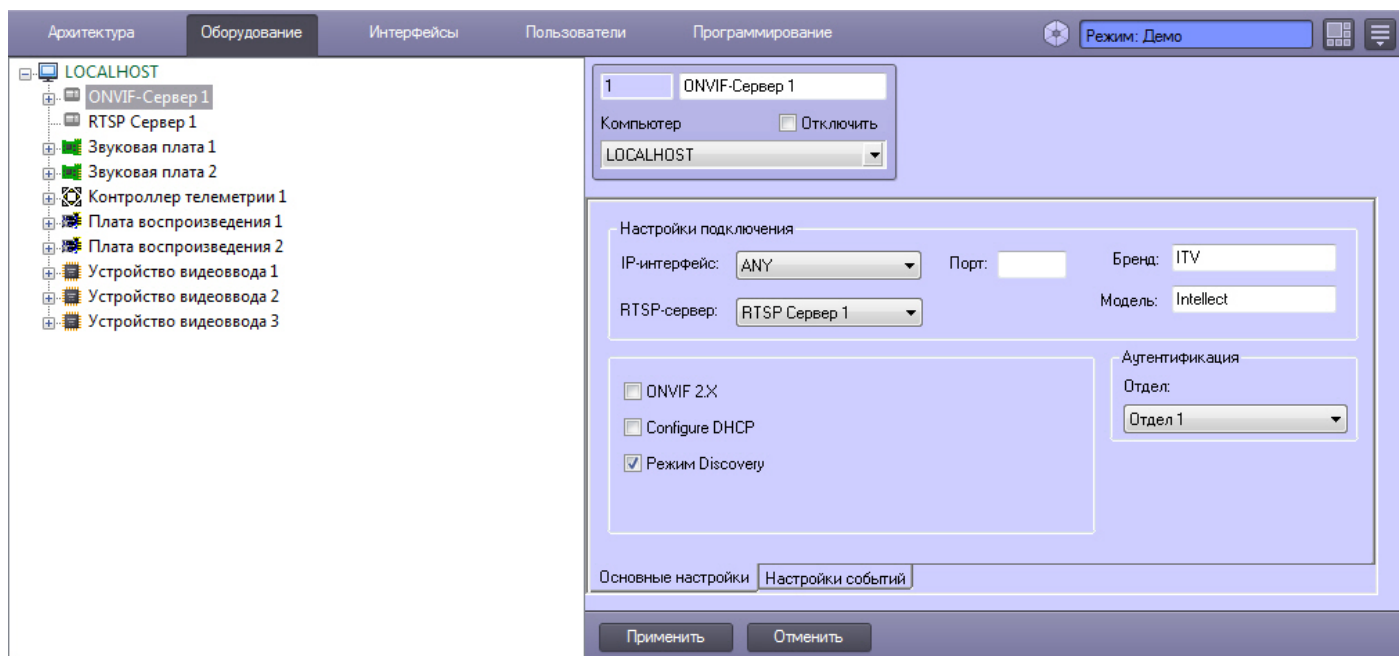 Архитектура Оборудование Интерфейсы Пользователи Программирование Режим: Демо
LOCALHOST
ONVIF-Сервер 1
RTSP Сервер 1
Звуковая плата 1
Звуковая плата 2
Контроллер телеметрии 1
Плата воспроизведения 1
Плата воспроизведения 2
Устройство видеоввода 1
Устройство видеоввода 2
Устройство видеоввода 3
1 ONVIF-Сервер 1
Компьютер Отключить
LOCALHOST
Настройки подключения
IP-интерфейс: ANY Порт: Бренд: ITV
RTSP-сервер: RTSP Сервер 1 Модель: Intellect
ONVIF 2.X
Configure DHCP
Режим Discovery
Аутентификация
Отдел:
Отдел 1
Основные настройки Настройки событий
Применить Отменить